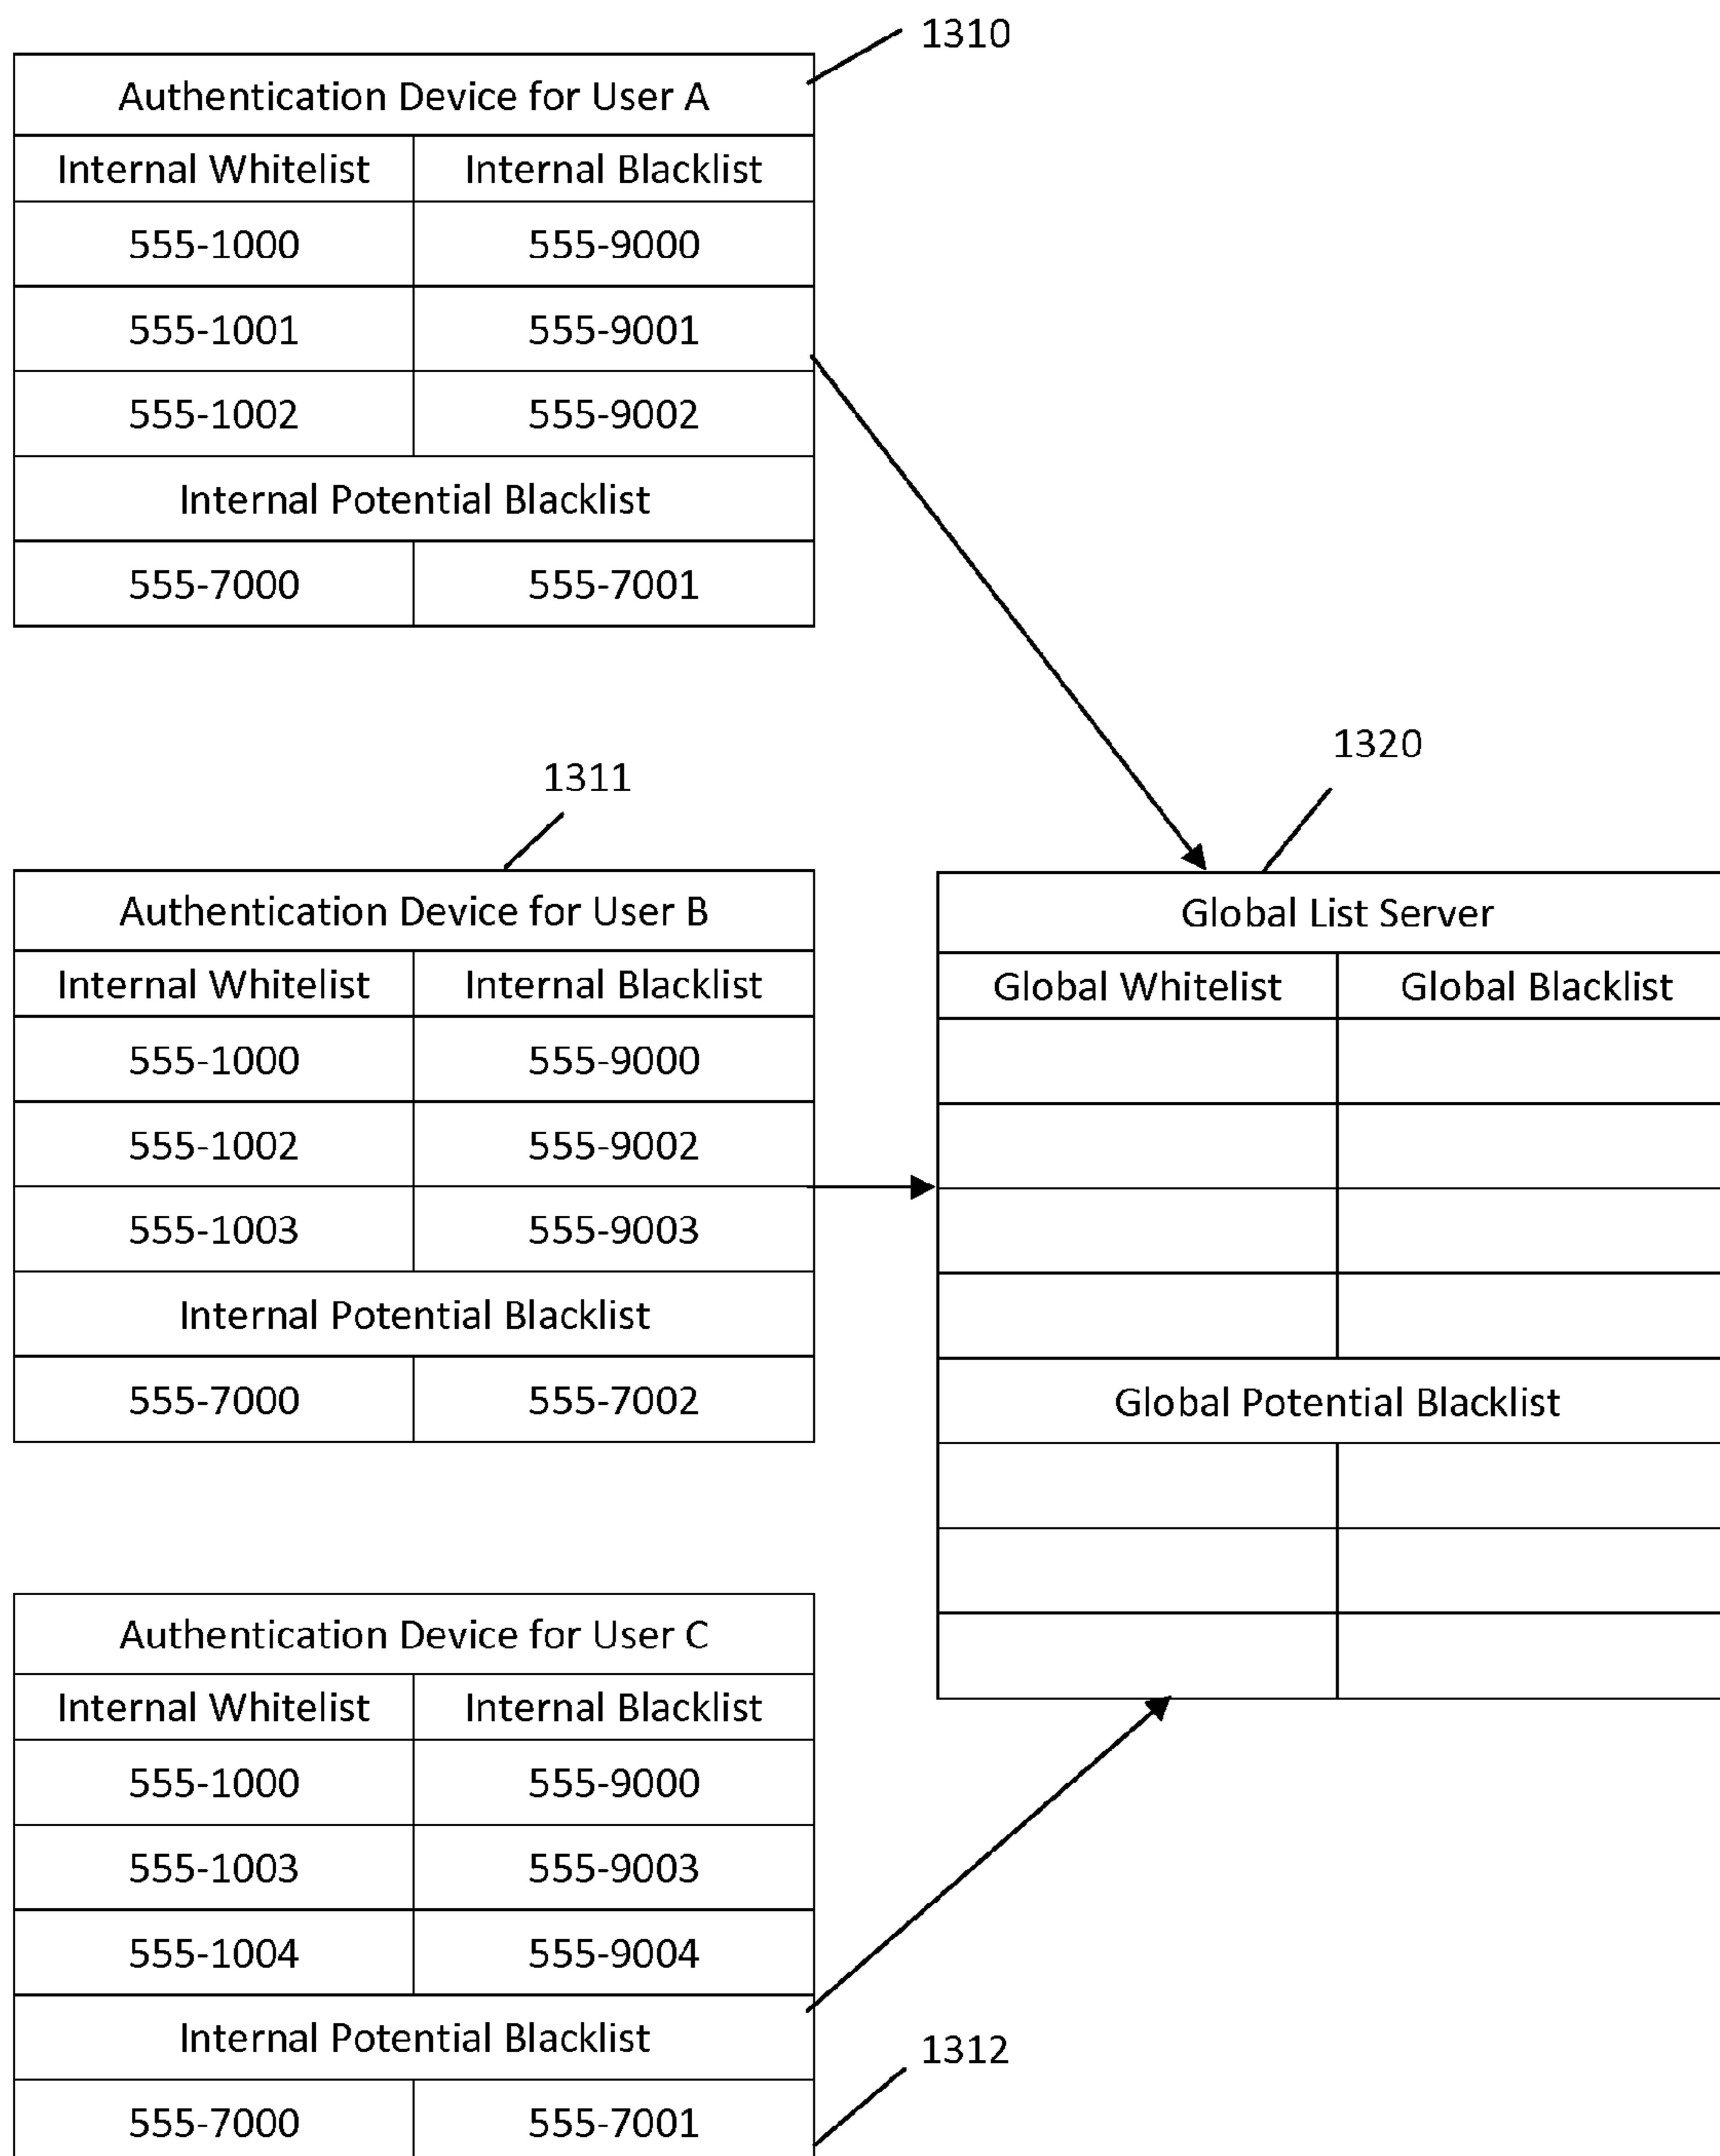 1310
Authentication Device for User A
Internal Whitelist Internal Blacklist
555-1000 555-9000
555-1001 555-9001
555-1002 555-9002
Internal Potential Blacklist
555-7000 555-7001
1311
Authentication Device for User B
Internal Whitelist Internal Blacklist
555-1000 555-9000
555-1002 555-9002
555-1003 555-9003
Internal Potential Blacklist
555-7000 555-7002
1320
Global List Server
Global Whitelist Global Blacklist
Global Potential Blacklist
Authentication Device for User C
Internal Whitelist Internal Blacklist
555-1000 555-9000
555-1003 555-9003
555-1004 555-9004
Internal Potential Blacklist
555-7000 555-7001
1312